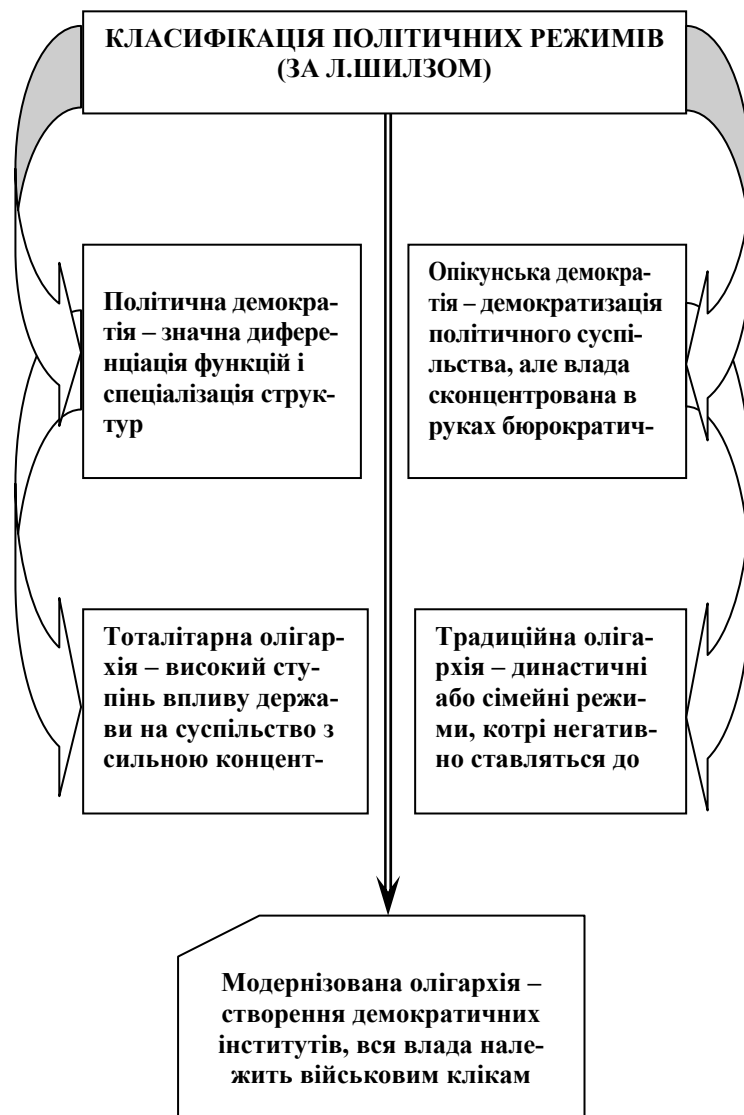 КЛАСИФІКАЦІЯ ПОЛІТИЧНИХ РЕЖИМІВ
(ЗА Л.ШИЛЗОМ)
Політична демокра-
тія – значна диферен-
ціація функцій і
спеціалізація струк-
тур
Опікунська демокра-
тія – демократизація
політичного суспі-
льства, але влада
сконцентрована в
руках бюрократич-
Тоталітарна олігар-
хія – високий сту-
пінь впливу держа-
ви на суспільство з
сильною концент-
Традиційна оліга-
рхія – династичні
або сімейні режи-
ми, котрі негатив-
но ставляться до
Модернізована олігархія –
створення демократичних
інститутів, вся влада нале-
жить військовим клікам